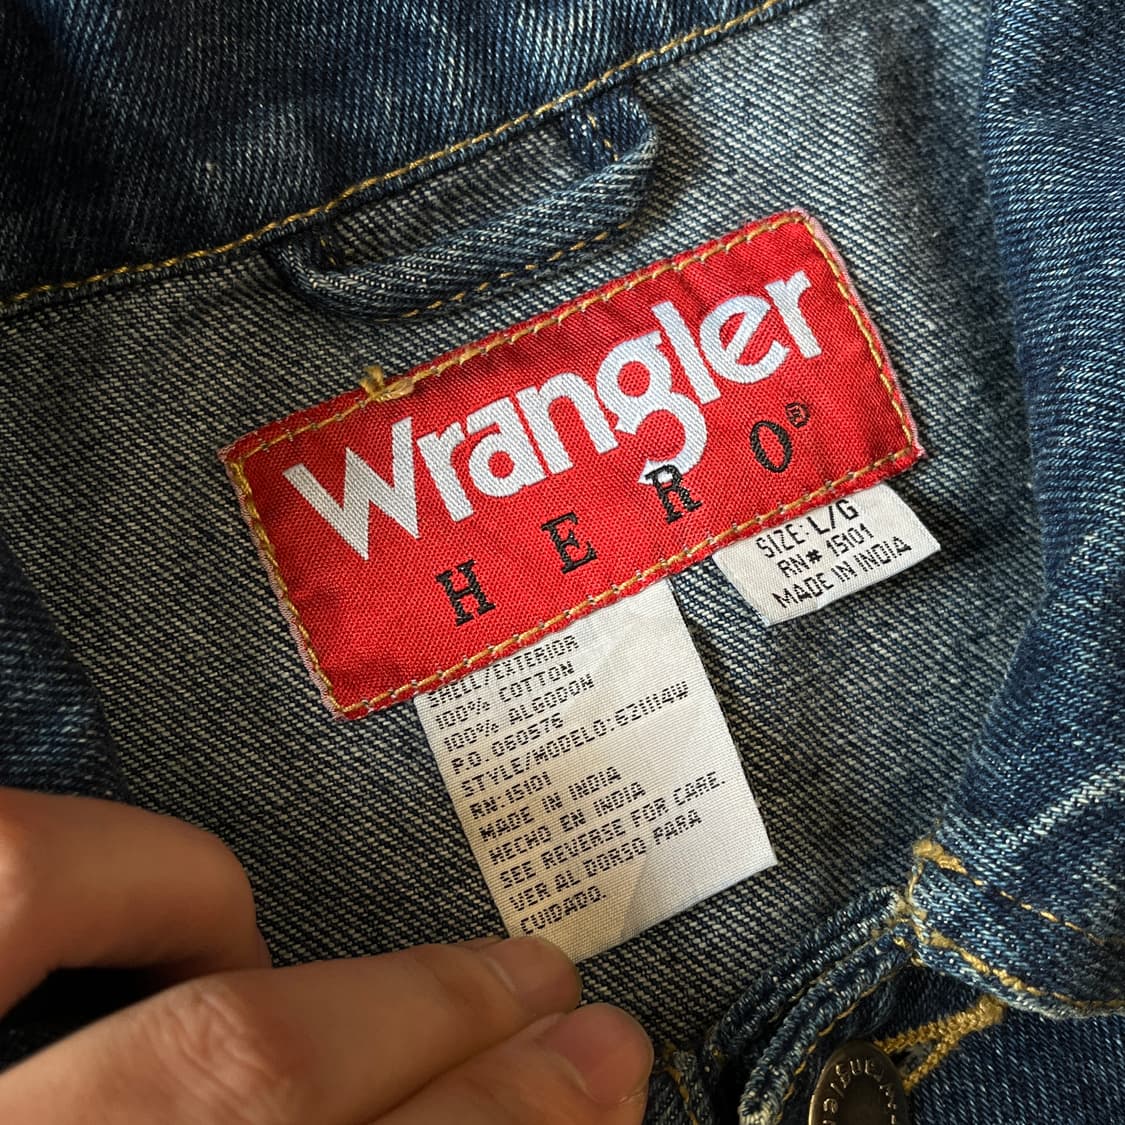 Wrangler
HERO®
SIZE: L/G
RN# 15101
MADE IN INDIA
SHELL/EXTERIOR
100% COTTON
100% ALGODON
P.O. 060576
STYLE/MODELO: 621114W
RN: 15101
MADE IN INDIA
HECHO EN INDIA
SEE REVERSE FOR CARE.
VER AL DORSO PARA
CUIDADO.